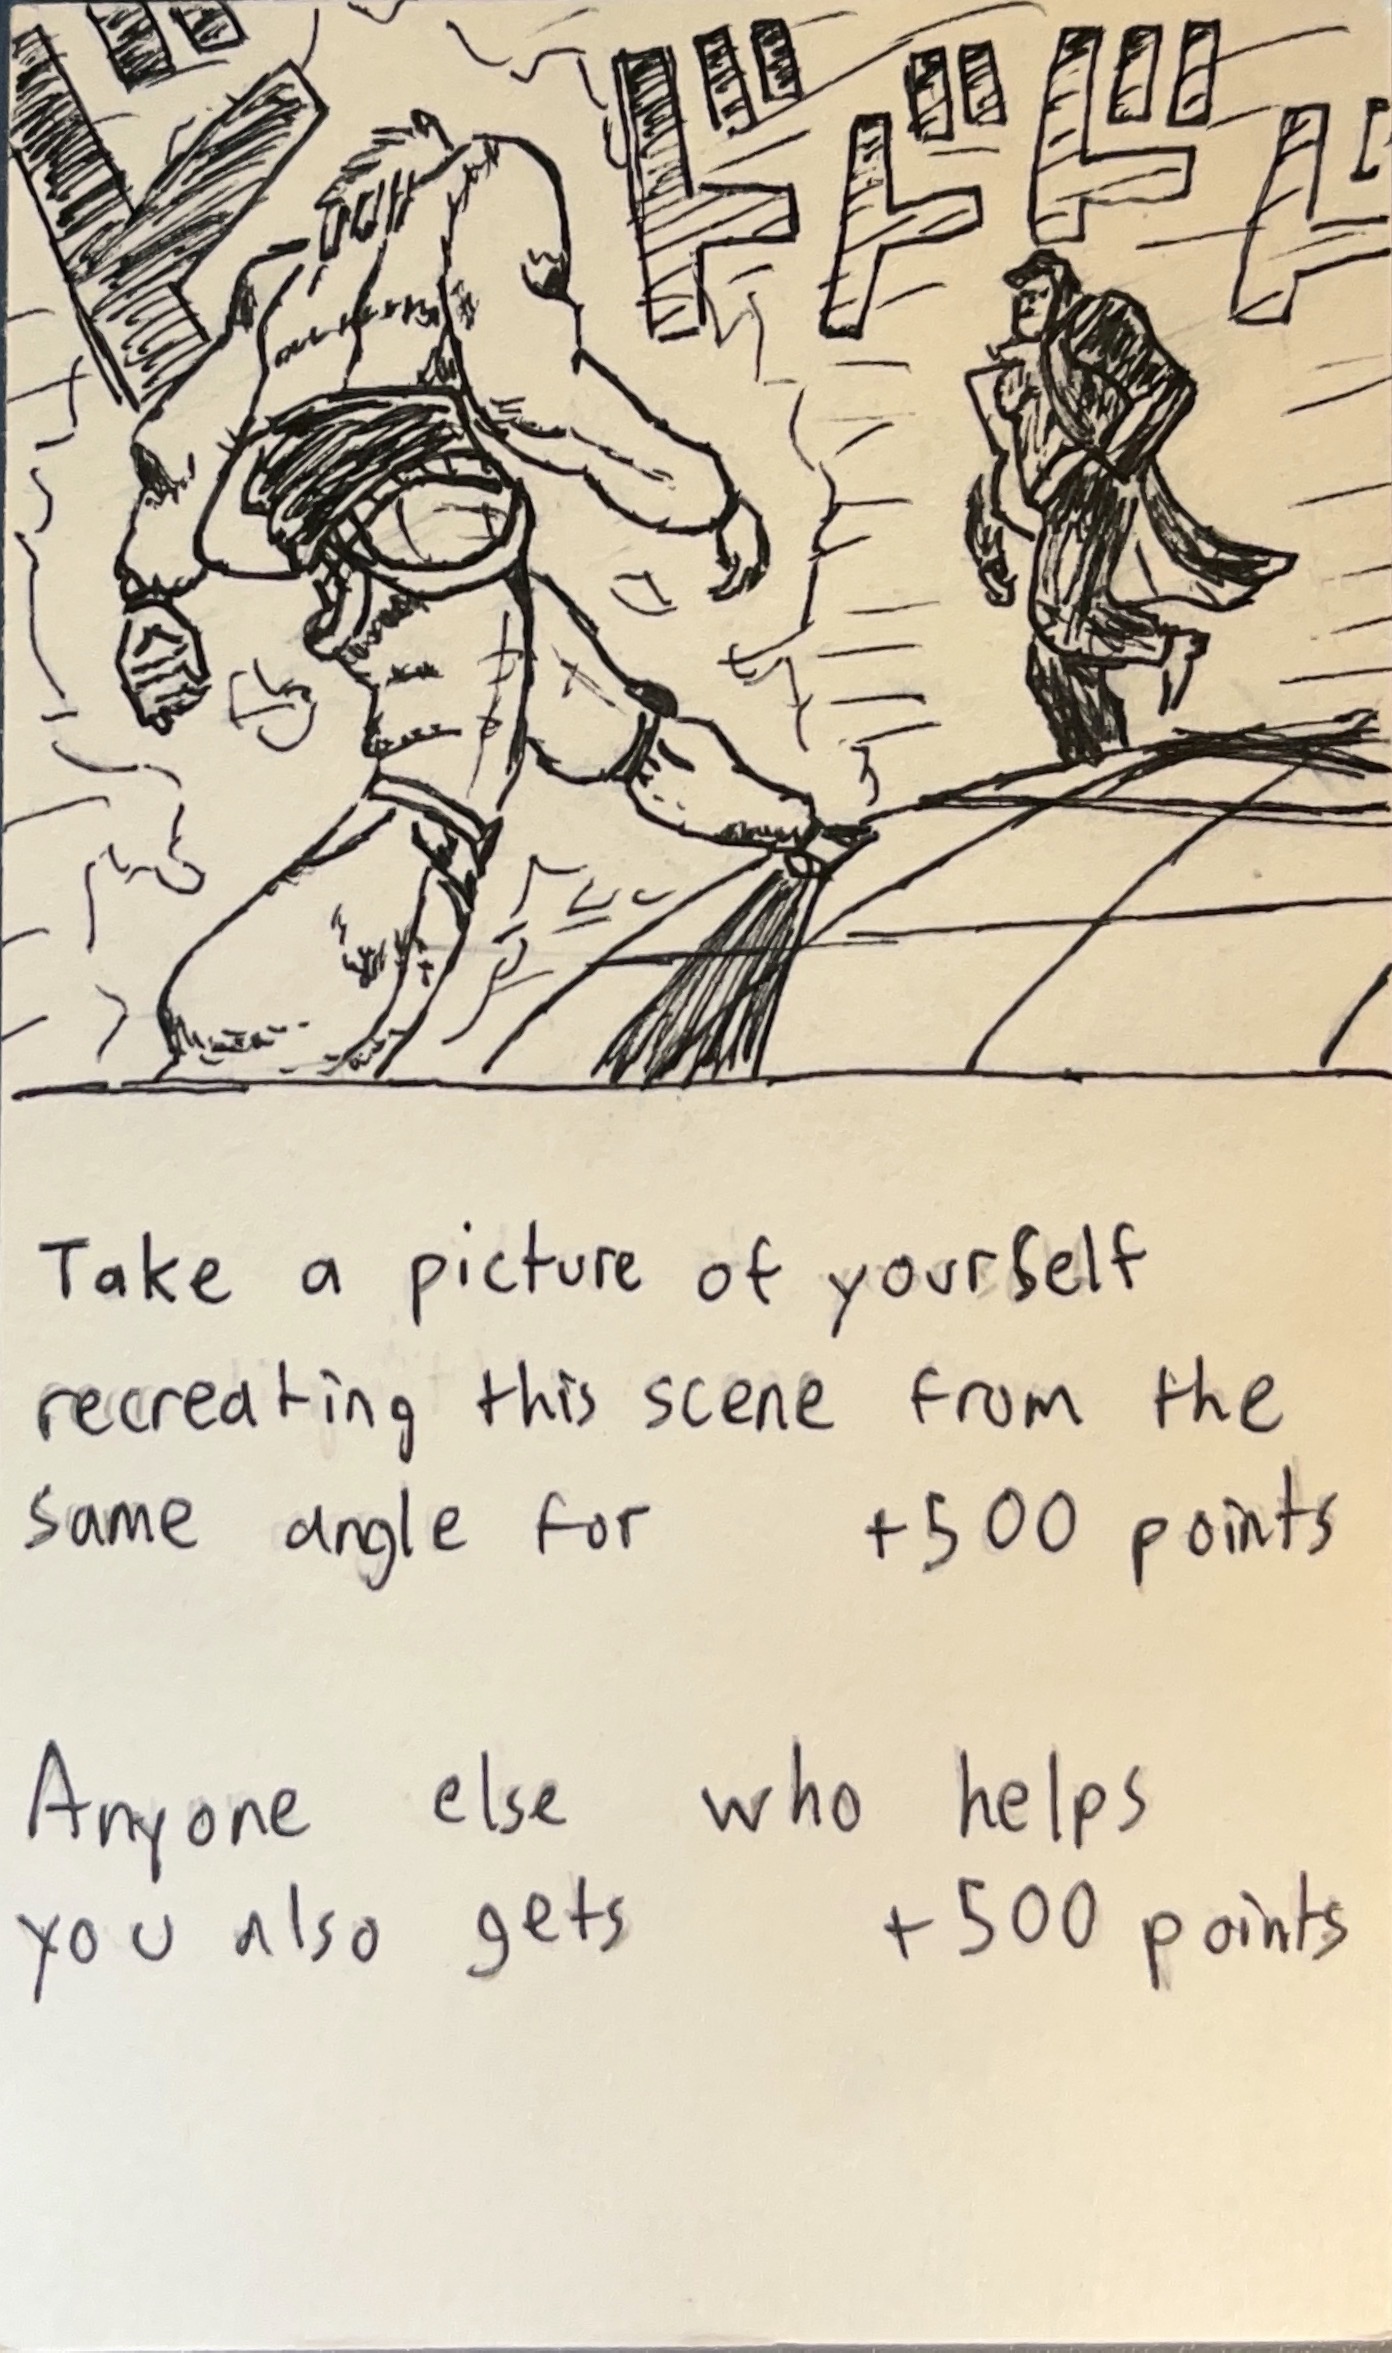 ドドドドド
Take a picture of yourself
recreating this scene from the
same angle for +500 points
Anyone else who helps
you also gets +500 points